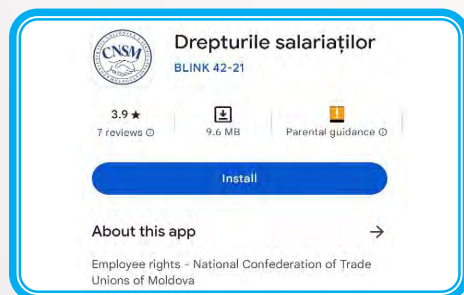 CNSM
Drepturile salariaților
BLINK 42-21
3.9 ★
7 reviews
9.6 MB
Parental guidance
Install
About this app →
Employee rights - National Confederation of Trade
Unions of Moldova